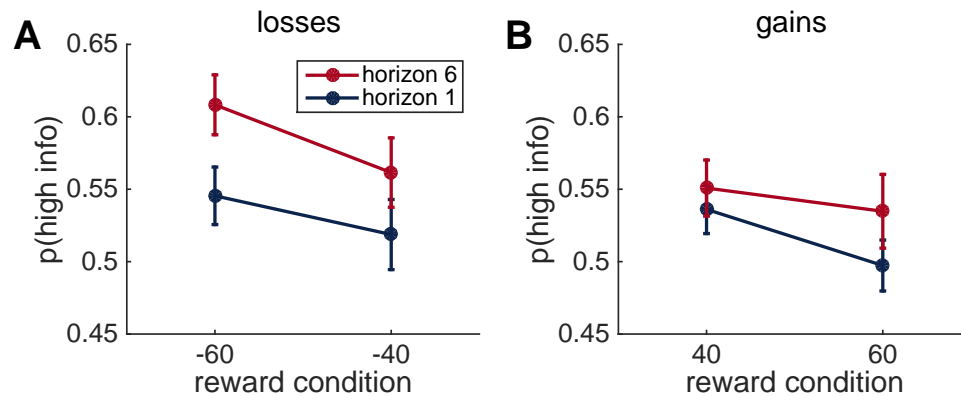 A
losses
0.65
0.6
0.55
0.5
0.45
p(high info)
horizon 6
horizon 1
-60
-40
reward condition
B
gains
0.65
0.6
0.55
0.5
0.45
p(high info)
40
60
reward condition